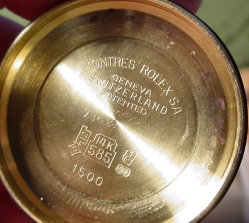 MONTRES ROLEX S.A
GENEVA
SWITZERLAND
PATENTED
14K
585
1500